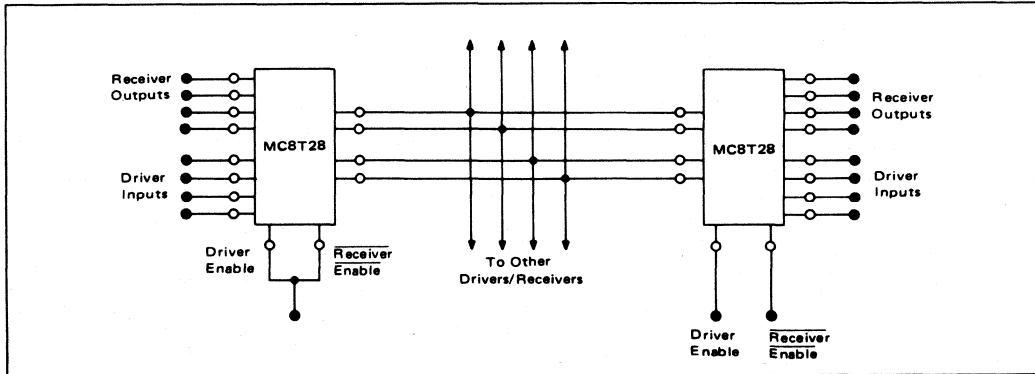 Receiver
Outputs
MC8T28
Driver
Inputs
Driver
Enable
Receiver
Enable
To Other
Drivers/Receivers
MC8T28
Receiver
Outputs
Driver
Inputs
Driver
Enable
Receiver
Enable